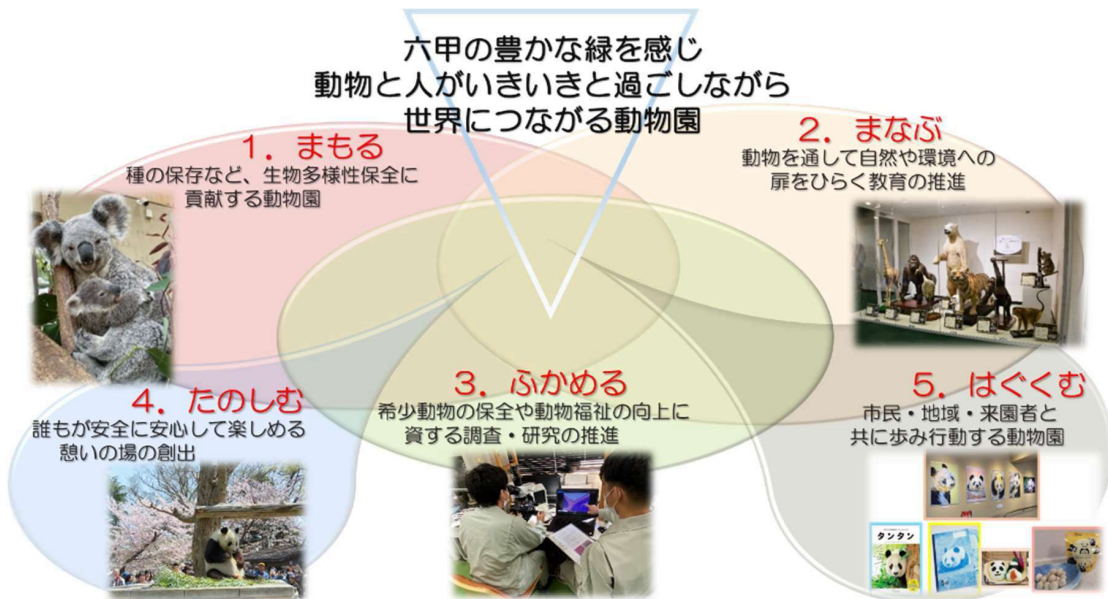 六甲の豊かな緑を感じ
動物と人がいきいきと過ごしながら
世界につながる動物園
1．まもる
種の保存など、生物多様性保全に
貢献する動物園
2．まなぶ
動物を通して自然や環境への
扉をひらく教育の推進
3．ふかめる
希少動物の保全や動物福祉の向上に
資する調査・研究の推進
4．たのしむ
誰もが安全に安心して楽しめる
憩いの場の創出
5．はぐくむ
市民・地域・来園者と
共に歩み行動する動物園
タンタン